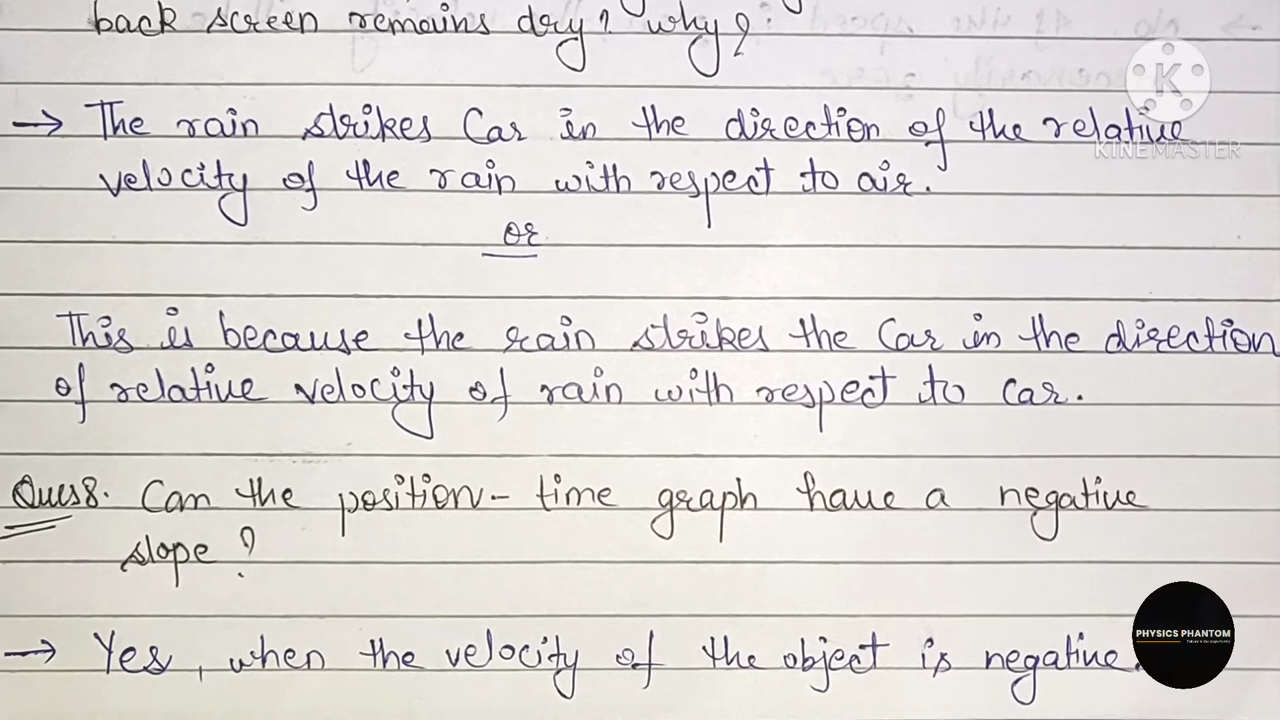 back screen remains dry? why?
→ The rain strikes Car in the direction of the relative
velocity of the rain with respect to air.
or
This is because the rain strikes the Car in the direction
of relative velocity of rain with respect to car.
Ques8. Can the position - time graph have a negative
slope?
→ Yes, when the velocity of the object is negative.
K
KINEMASTER
PHYSICS PHANTOM